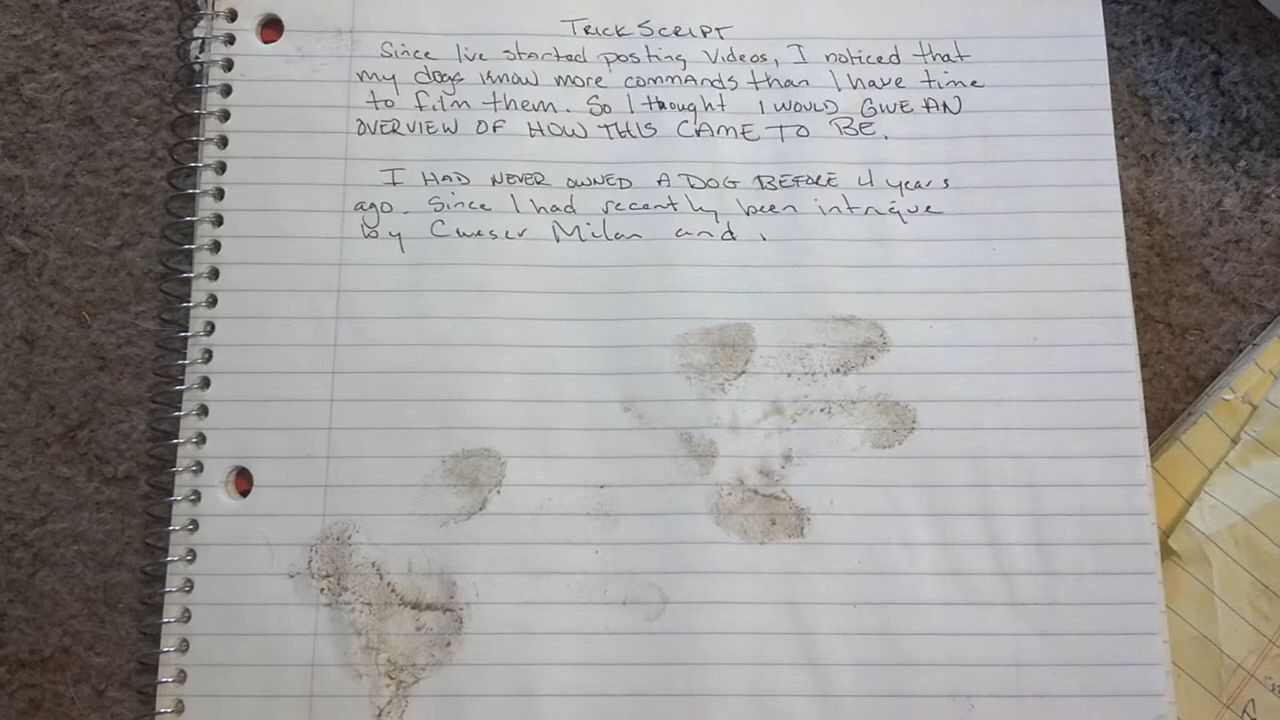 TRICK SCRIPT
Since I've started posting Videos, I noticed that
my dogs know more commands than I have time
to film them. So I thought I WOULD GIVE AN
OVERVIEW OF HOW THIS CAME TO BE.
I HAD NEVER OWNED A DOG BEFORE 4 years
ago. Since I had recently been intrique
by Cweser Milan and.